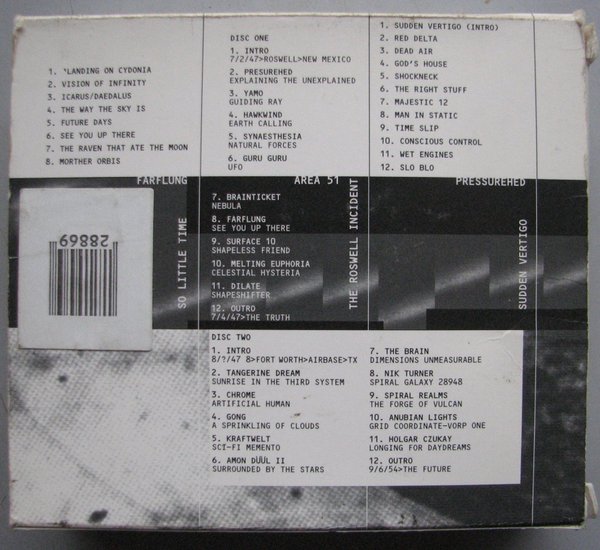 1. 'LANDING ON CYDONIA
2. VISION OF INFINITY
3. ICARUS/DAEDALUS
4. THE WAY THE SKY IS
5. FUTURE DAYS
6. SEE YOU UP THERE
7. THE RAVEN THAT ATE THE MOON
8. MORTHER ORBIS
DISC ONE
1. INTRO
7/2/47>ROSWELL>NEW MEXICO
2. PRESUREHED
EXPLAINING THE UNEXPLAINED
3. YAMO
GUIDING RAY
4. HAWKWIND
EARTH CALLING
5. SYNAESTHESIA
NATURAL FORCES
6. GURU GURU
UFO
1. SUDDEN VERTIGO (INTRO)
2. RED DELTA
3. DEAD AIR
4. GOD'S HOUSE
5. SHOCKNECK
6. THE RIGHT STUFF
7. MAJESTIC 12
8. MAN IN STATIC
9. TIME SLIP
10. CONSCIOUS CONTROL
11. WET ENGINES
12. SLO BLO
FARFLUNG
AREA 51
PRESSUREHED
28869
SO LITTLE TIME
7. BRAINTICKET
NEBULA
8. FARFLUNG
SEE YOU UP THERE
9. SURFACE 10
SHAPELESS FRIEND
10. MELTING EUPHORIA
CELESTIAL HYSTERIA
11. DILATE
SHAPESHIFTER
12. OUTRO
7/4/47>THE TRUTH
THE ROSWELL INCIDENT
SUDDEN VERTIGO
DISC TWO
1. INTRO
8/?/47 8>FORT WORTH>AIRBASE>TX
2. TANGERINE DREAM
SUNRISE IN THE THIRD SYSTEM
3. CHROME
ARTIFICIAL HUMAN
4. GONG
A SPRINKLING OF CLOUDS
5. KRAFTWELT
SCI-FI MEMENTO
6. AMON DÜÜL II
SURROUNDED BY THE STARS
7. THE BRAIN
DIMENSIONS UNMEASURABLE
8. NIK TURNER
SPIRAL GALAXY 28948
9. SPIRAL REALMS
THE FORGE OF VULCAN
10. ANUBIAN LIGHTS
GRID COORDINATE-VORP ONE
11. HOLGAR CZUKAY
LONGING FOR DAYDREAMS
12. OUTRO
9/6/54>THE FUTURE